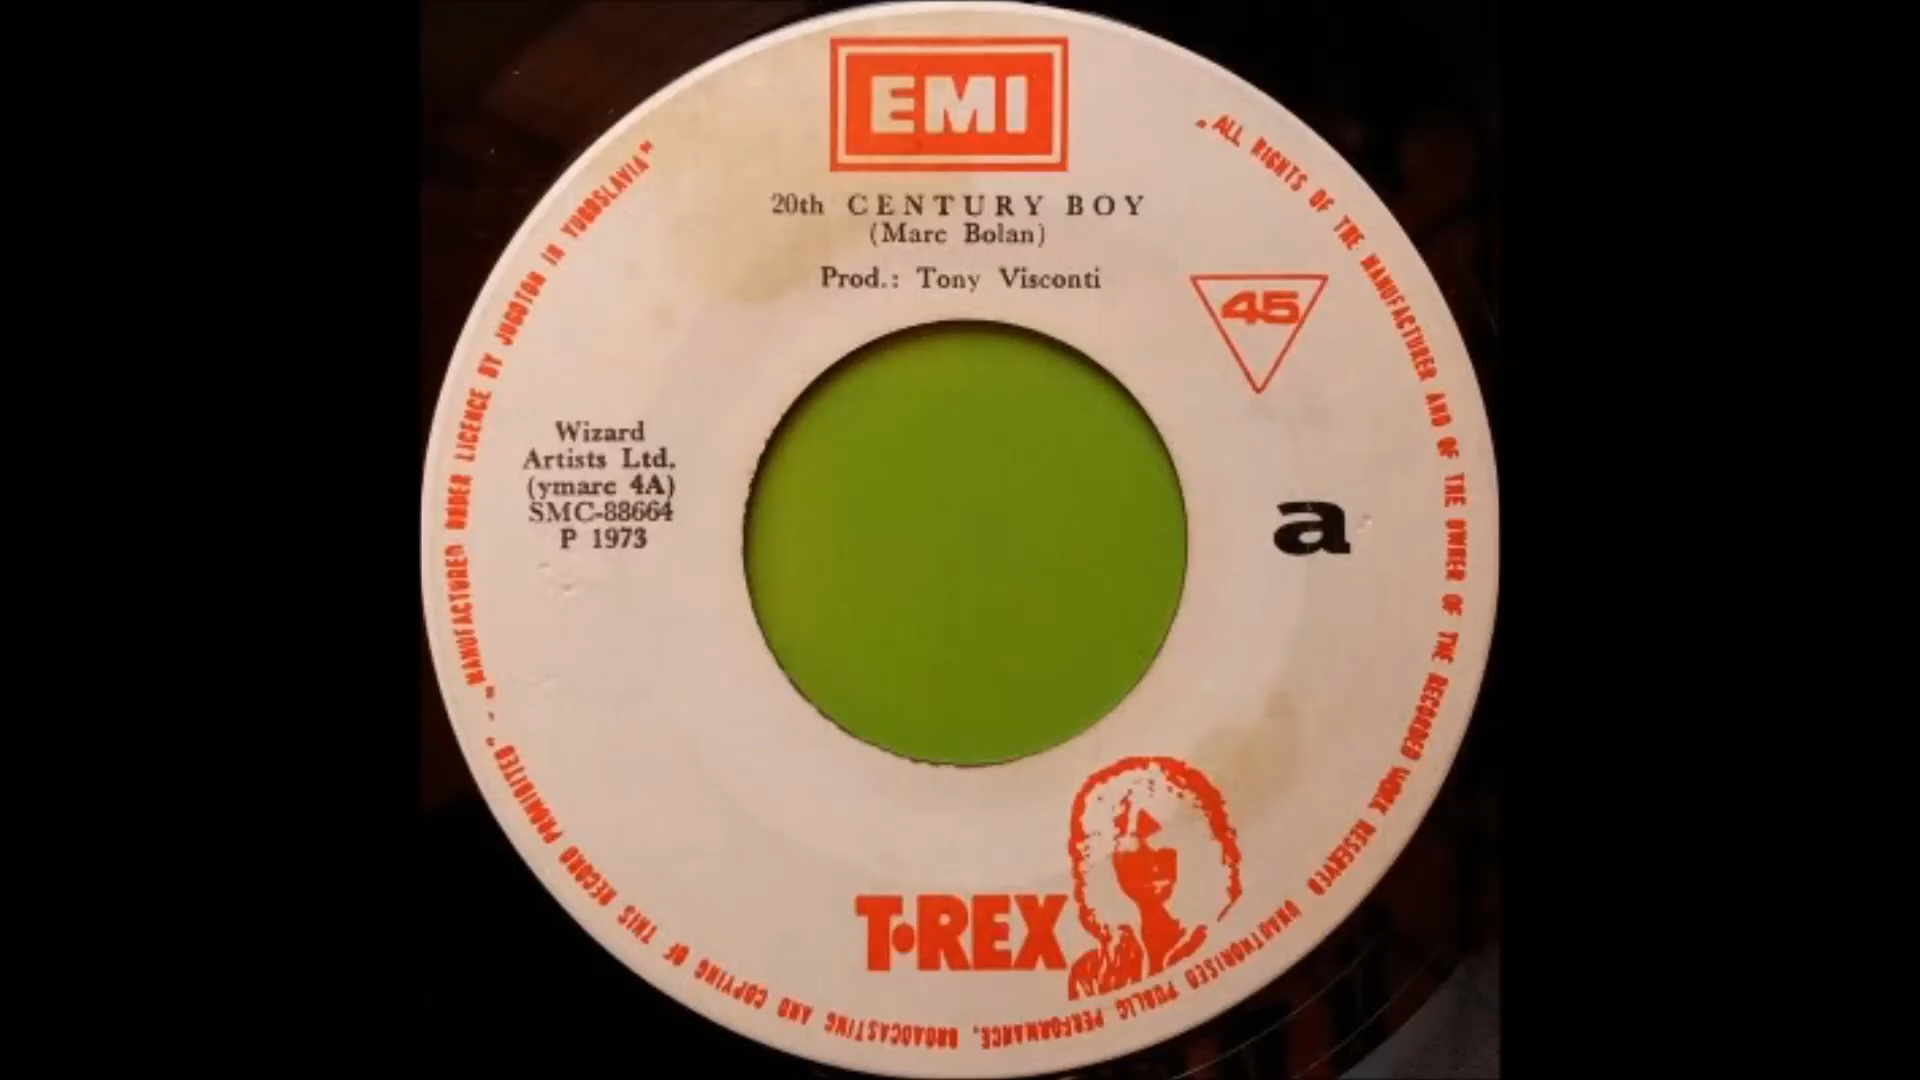 EMI
20th CENTURY BOY
(Marc Bolan)
Prod.: Tony Visconti
45
Wizard
Artists Ltd.
(ymarc 4A)
SMC-88664
P 1973
a
T•REX
„ALL RIGHTS OF THE MANUFACTURER AND OF THE OWNER OF THE RECORDED WORK RESERVED UNAUTHORISED PUBLIC PERFORMANCE, BROADCASTING AND COPYING OF THIS RECORD PROHIBITED" - „MANUFACTURED UNDER LICENCE BY JUGOTON IN YUGOSLAVIA"